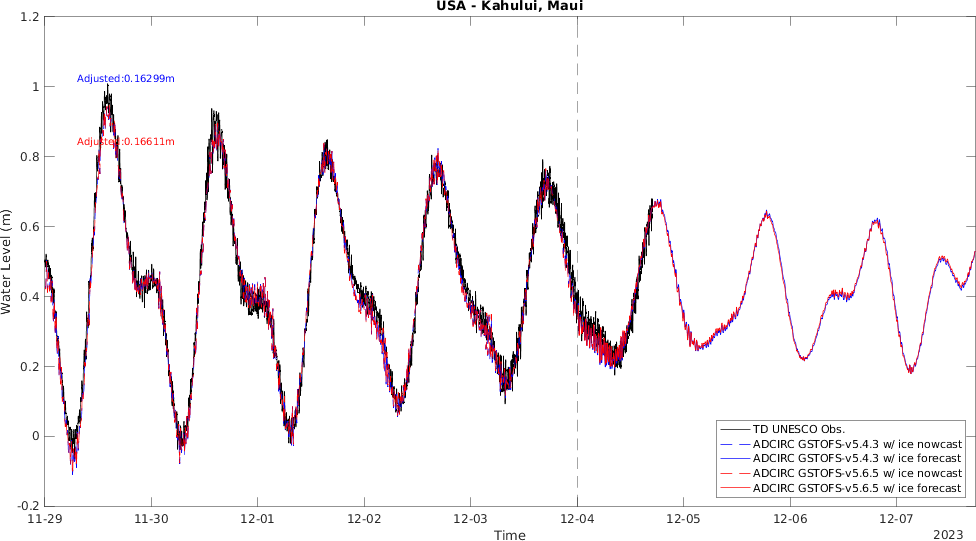 USA - Kahului, Maui
1.2
1
0.8
0.6
0.4
0.2
0
-0.2
Water Level (m)
Adjusted:0.16299m
Adjusted:0.16611m
TD UNESCO Obs.
ADCIRC GSTOFS-v5.4.3 w/ ice nowcast
ADCIRC GSTOFS-v5.4.3 w/ ice forecast
ADCIRC GSTOFS-v5.6.5 w/ ice nowcast
ADCIRC GSTOFS-v5.6.5 w/ ice forecast
11-29 11-30 12-01 12-02 12-03 12-04 12-05 12-06 12-07
Time
2023